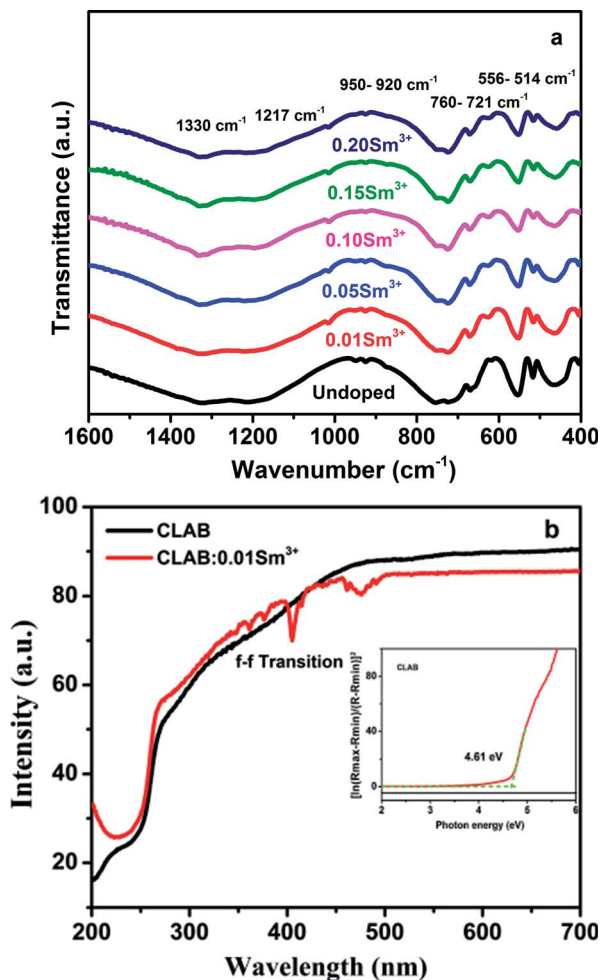 a
950- 920 cm⁻¹
556- 514 cm⁻¹
1330 cm⁻¹
1217 cm⁻¹
760- 721 cm⁻¹
0.20Sm³⁺
0.15Sm³⁺
0.10Sm³⁺
0.05Sm³⁺
0.01Sm³⁺
Undoped
Transmittance (a.u.)
1600 1400 1200 1000 800 600 400
Wavenumber (cm⁻¹)
b
CLAB
CLAB:0.01Sm³⁺
100
80
60
40
20
Intensity (a.u.)
f-f Transition
CLAB
80
40
0
[ln(Rmax-Rmin)/(R-Rmin)]²
4.61 eV
2 3 4 5 6
Photon energy (eV)
200 300 400 500 600 700
Wavelength (nm)